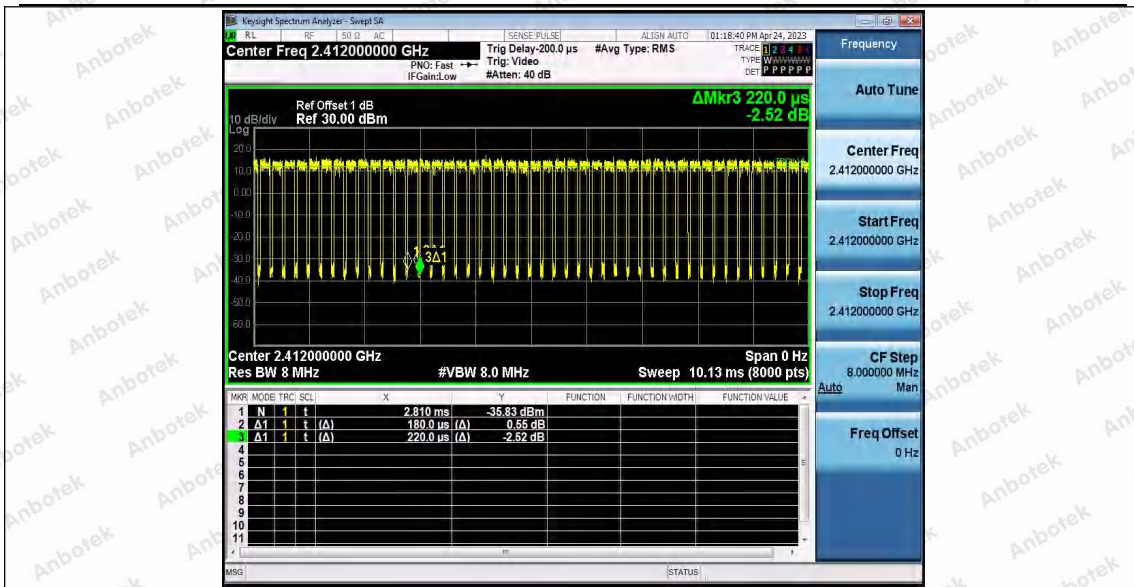 Keysight Spectrum Analyzer - Swept SA
RL RF 50 Ω AC SENSE:PULSE ALIGN AUTO 01:18:40 PM Apr 24, 2023
Center Freq 2.412000000 GHz
PNO: Fast
IFGain:Low
Trig Delay-200.0 µs
Trig: Video
#Atten: 40 dB
#Avg Type: RMS
TRACE 1 2 3 4 5 6
TYPE
DET P P P P P P
Ref Offset 1 dB
Ref 30.00 dBm
10 dB/div
Log
ΔMkr3 220.0 µs
-2.52 dB
20.0
10.0
0.00
-10.0
-20.0
-30.0
-40.0
-50.0
-60.0
3Δ1
Center 2.412000000 GHz Span 0 Hz
Res BW 8 MHz #VBW 8.0 MHz Sweep 10.13 ms (8000 pts)
MKR MODE TRC SCL X Y FUNCTION FUNCTION WIDTH FUNCTION VALUE
1 N 1 t 2.810 ms -35.83 dBm
2 Δ1 1 t (Δ) 180.0 µs (Δ) 0.55 dB
3 Δ1 1 t (Δ) 220.0 µs (Δ) -2.52 dB
4
5
6
7
8
9
10
11
MSG STATUS
Frequency
Auto Tune
Center Freq
2.412000000 GHz
Start Freq
2.412000000 GHz
Stop Freq
2.412000000 GHz
CF Step
8.000000 MHz
Auto Man
Freq Offset
0 Hz
Anbotek